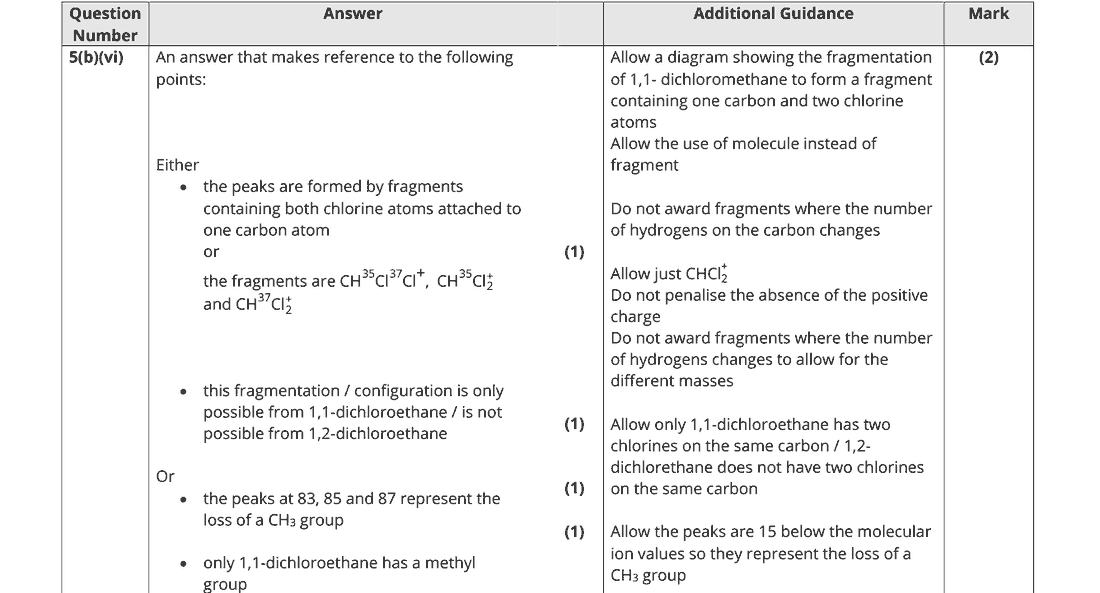 Question Number
Answer
Additional Guidance
Mark
5(b)(vi)
An answer that makes reference to the following
points:
Either
• the peaks are formed by fragments
containing both chlorine atoms attached to
one carbon atom
or
the fragments are CH³⁵Cl³⁷Cl⁺, CH³⁵Cl₂⁺
and CH³⁷Cl₂⁺
(1)
• this fragmentation / configuration is only
possible from 1,1-dichloroethane / is not
possible from 1,2-dichloroethane
(1)
Or
• the peaks at 83, 85 and 87 represent the
loss of a CH₃ group
(1)
• only 1,1-dichloroethane has a methyl
group
(1)
Allow a diagram showing the fragmentation
of 1,1- dichloromethane to form a fragment
containing one carbon and two chlorine
atoms
Allow the use of molecule instead of
fragment
Do not award fragments where the number
of hydrogens on the carbon changes
Allow just CHCl₂⁺
Do not penalise the absence of the positive
charge
Do not award fragments where the number
of hydrogens changes to allow for the
different masses
Allow only 1,1-dichloroethane has two
chlorines on the same carbon / 1,2-
dichlorethane does not have two chlorines
on the same carbon
Allow the peaks are 15 below the molecular
ion values so they represent the loss of a
CH₃ group
(2)